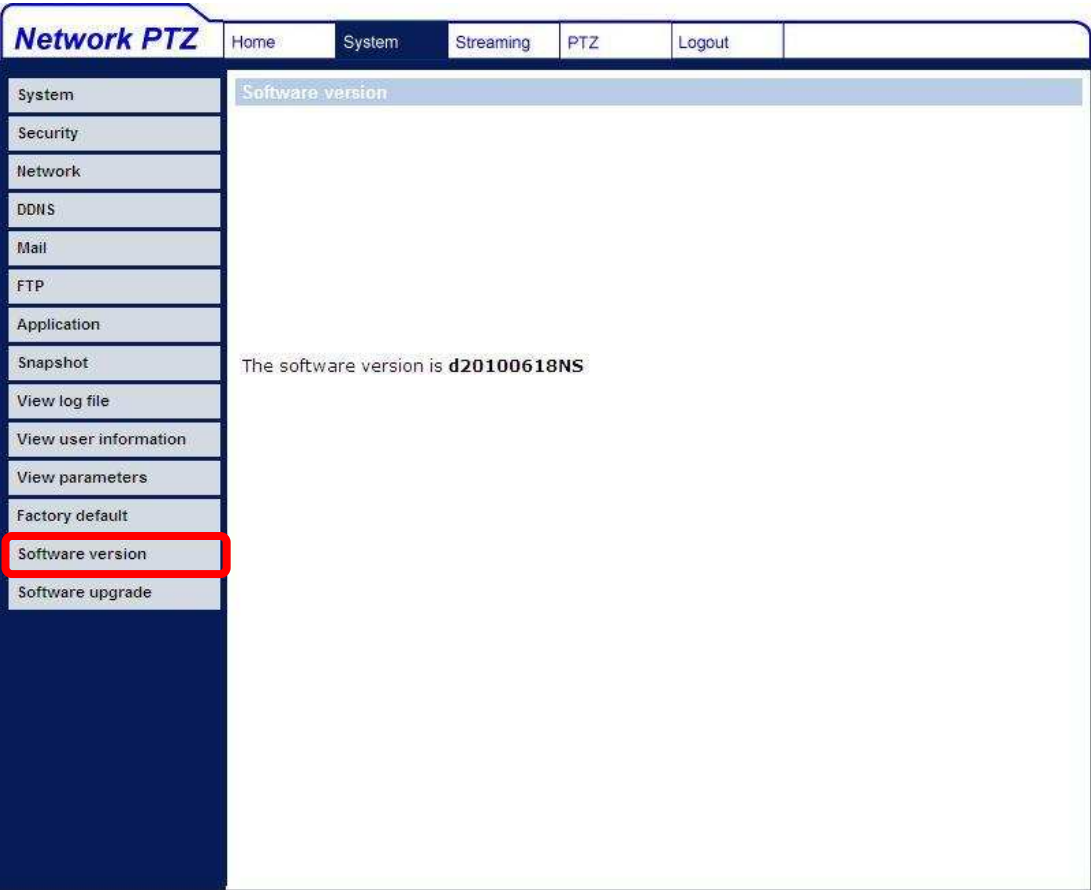 Network PTZ
Home System Streaming PTZ Logout
System
Security
Network
DDNS
Mail
FTP
Application
Snapshot
View log file
View user information
View parameters
Factory default
Software version
Software upgrade
Software version
The software version is d20100618NS